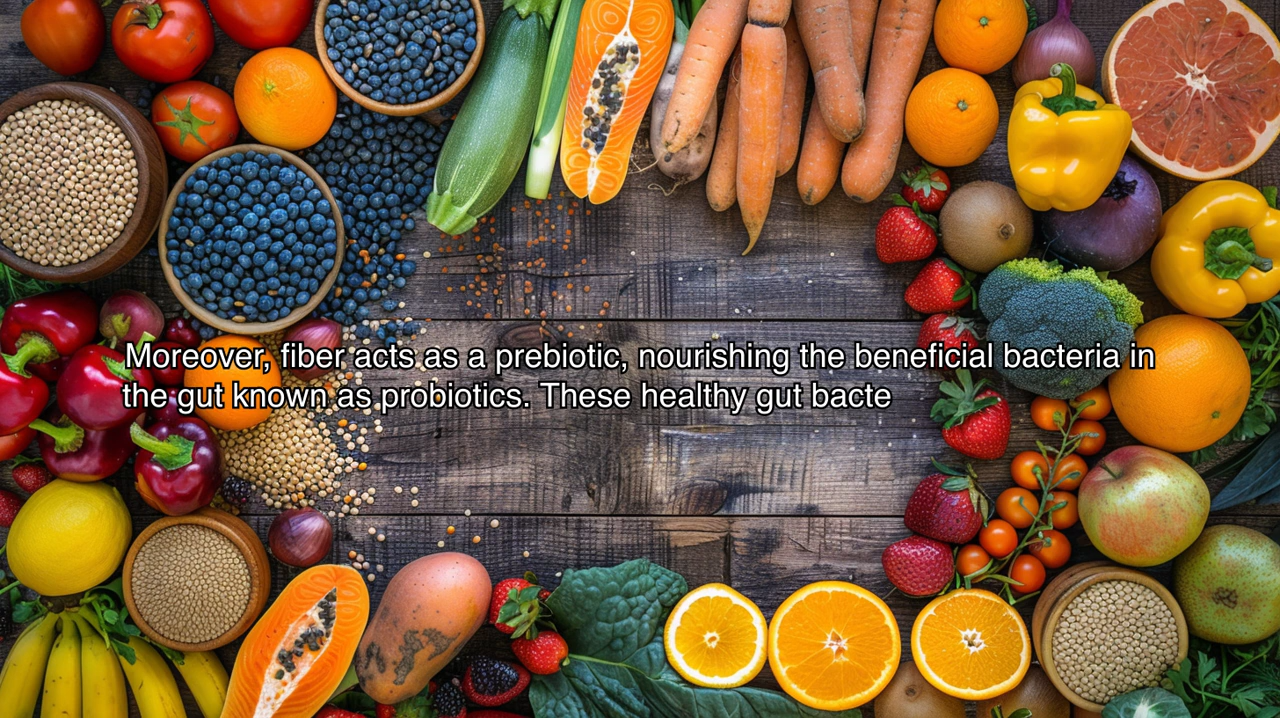 Moreover, fiber acts as a prebiotic, nourishing the beneficial bacteria in
the gut known as probiotics. These healthy gut bacte